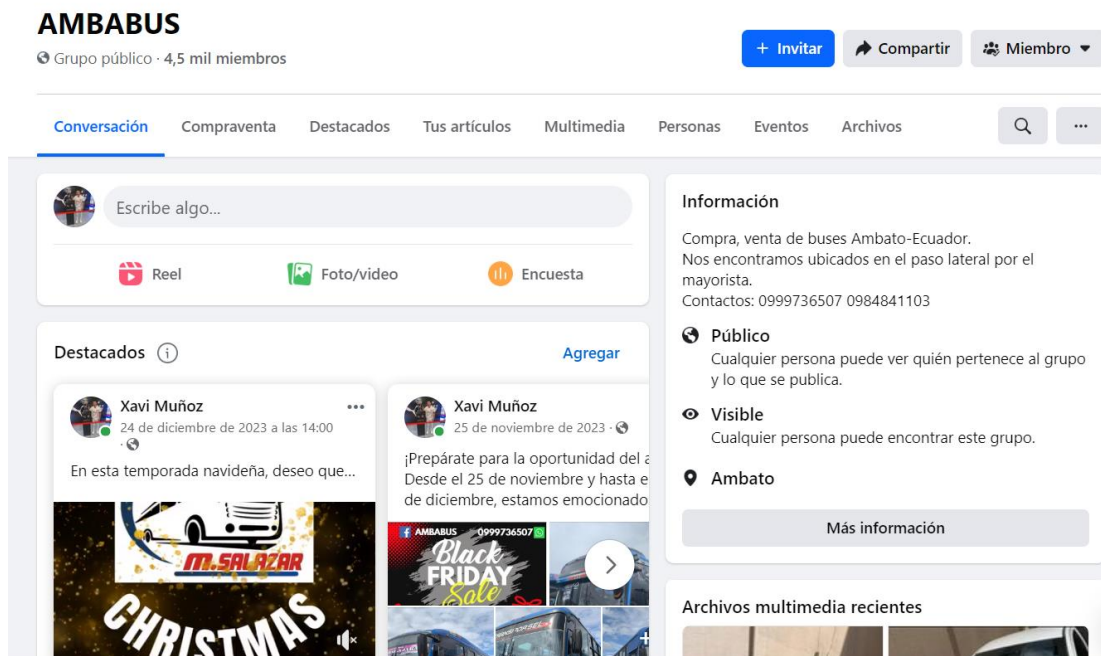 AMBABUS
Grupo público · 4,5 mil miembros
+ Invitar
Compartir
Miembro
Conversación
Compraventa
Destacados
Tus artículos
Multimedia
Personas
Eventos
Archivos
Escribe algo...
Reel
Foto/video
Encuesta
Destacados
Agregar
Xavi Muñoz
24 de diciembre de 2023 a las 14:00
En esta temporada navideña, deseo que...
M.SALAZAR
CHRISTMAS
Xavi Muñoz
25 de noviembre de 2023 ·
¡Prepárate para la oportunidad del a
Desde el 25 de noviembre y hasta e
de diciembre, estamos emocionado
AMBABUS 0999736507
Black
FRIDAY
Sale
Información
Compra, venta de buses Ambato-Ecuador.
Nos encontramos ubicados en el paso lateral por el
mayorista.
Contactos: 0999736507 0984841103
Público
Cualquier persona puede ver quién pertenece al grupo
y lo que se publica.
Visible
Cualquier persona puede encontrar este grupo.
Ambato
Más información
Archivos multimedia recientes